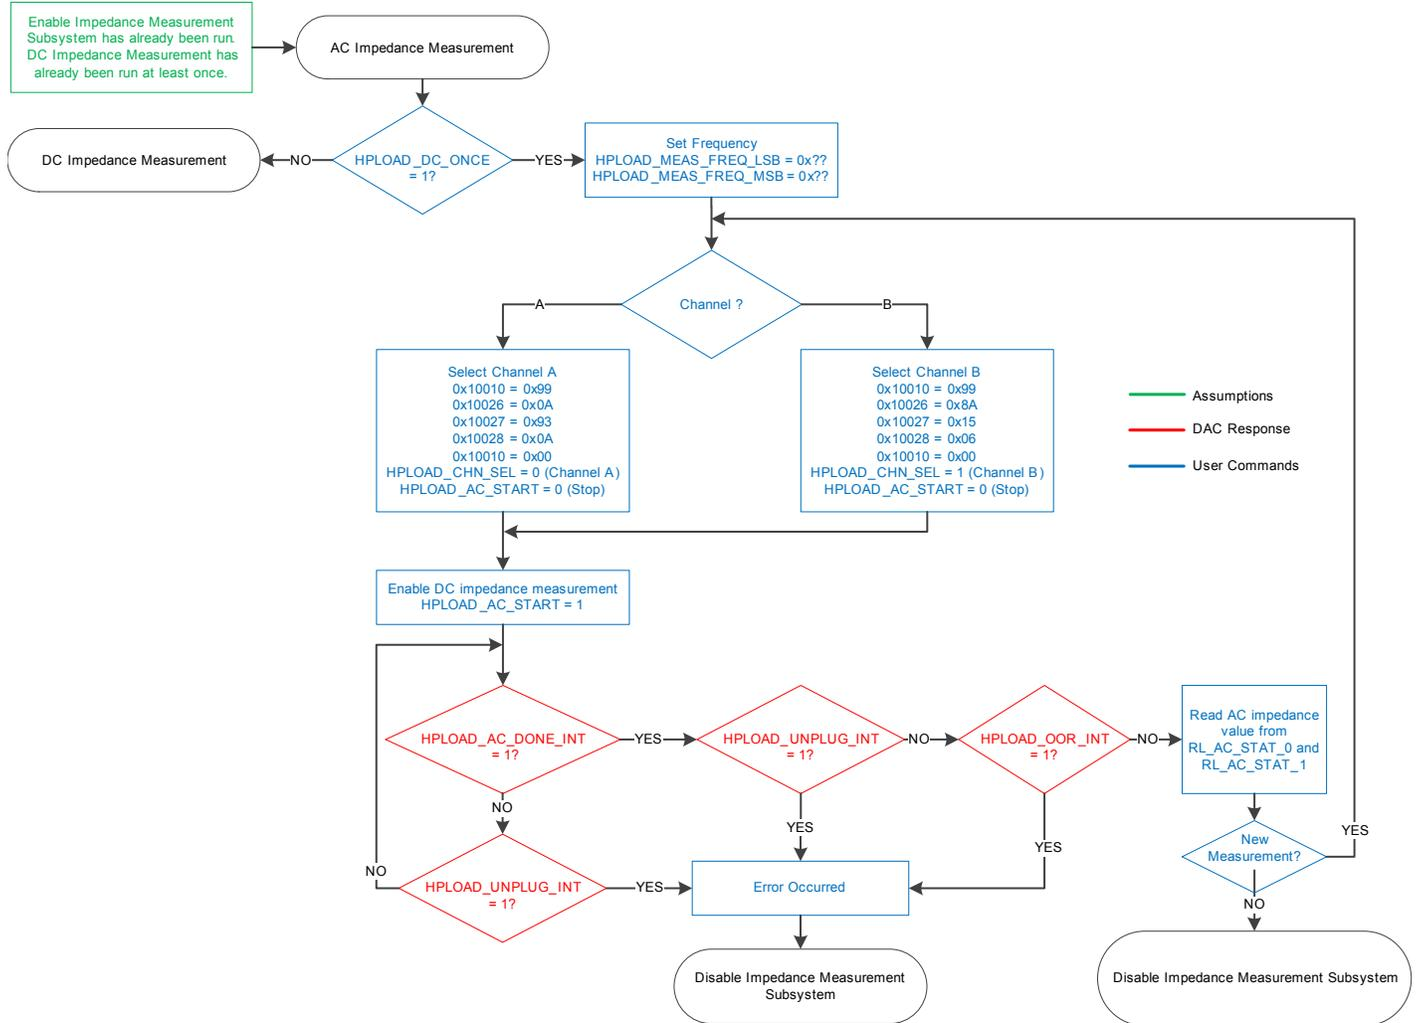 Enable Impedance Measurement
Subsystem has already been run.
DC Impedance Measurement has
already been run at least once.
AC Impedance Measurement
DC Impedance Measurement
NO
HPLOAD_DC_ONCE
= 1?
YES
Set Frequency
HPLOAD_MEAS_FREQ_LSB = 0x??
HPLOAD_MEAS_FREQ_MSB = 0x??
A
Channel ?
B
Select Channel A
0x10010 = 0x99
0x10026 = 0x0A
0x10027 = 0x93
0x10028 = 0x0A
0x10010 = 0x00
HPLOAD_CHN_SEL = 0 (Channel A)
HPLOAD_AC_START = 0 (Stop)
Select Channel B
0x10010 = 0x99
0x10026 = 0x8A
0x10027 = 0x15
0x10028 = 0x06
0x10010 = 0x00
HPLOAD_CHN_SEL = 1 (Channel B)
HPLOAD_AC_START = 0 (Stop)
Assumptions
DAC Response
User Commands
Enable DC impedance measurement
HPLOAD_AC_START = 1
HPLOAD_AC_DONE_INT
= 1?
YES
HPLOAD_UNPLUG_INT
= 1?
NO
HPLOAD_OOR_INT
= 1?
NO
Read AC impedance
value from
RL_AC_STAT_0 and
RL_AC_STAT_1
NO
YES
YES
New
Measurement?
YES
NO
HPLOAD_UNPLUG_INT
= 1?
YES
Error Occurred
NO
Disable Impedance Measurement
Subsystem
Disable Impedance Measurement Subsystem